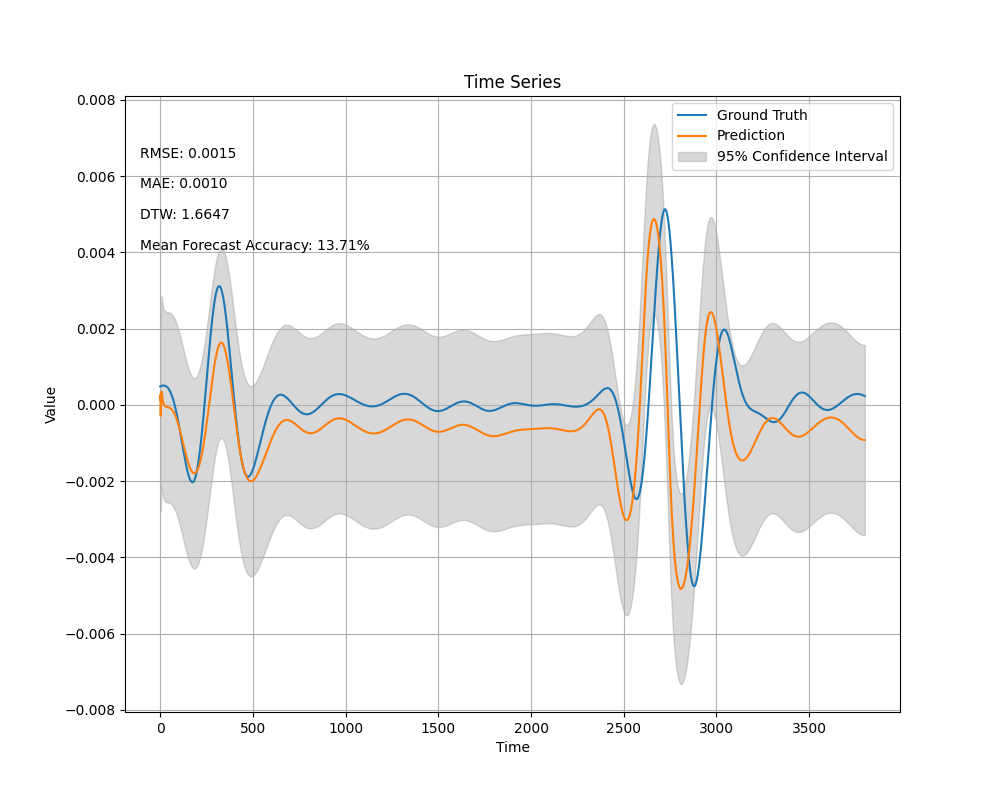 Time Series
Ground Truth
Prediction
95% Confidence Interval
RMSE: 0.0015
MAE: 0.0010
DTW: 1.6647
Mean Forecast Accuracy: 13.71%
Value
0.008
0.006
0.004
0.002
0.000
−0.002
−0.004
−0.006
−0.008
0 500 1000 1500 2000 2500 3000 3500
Time